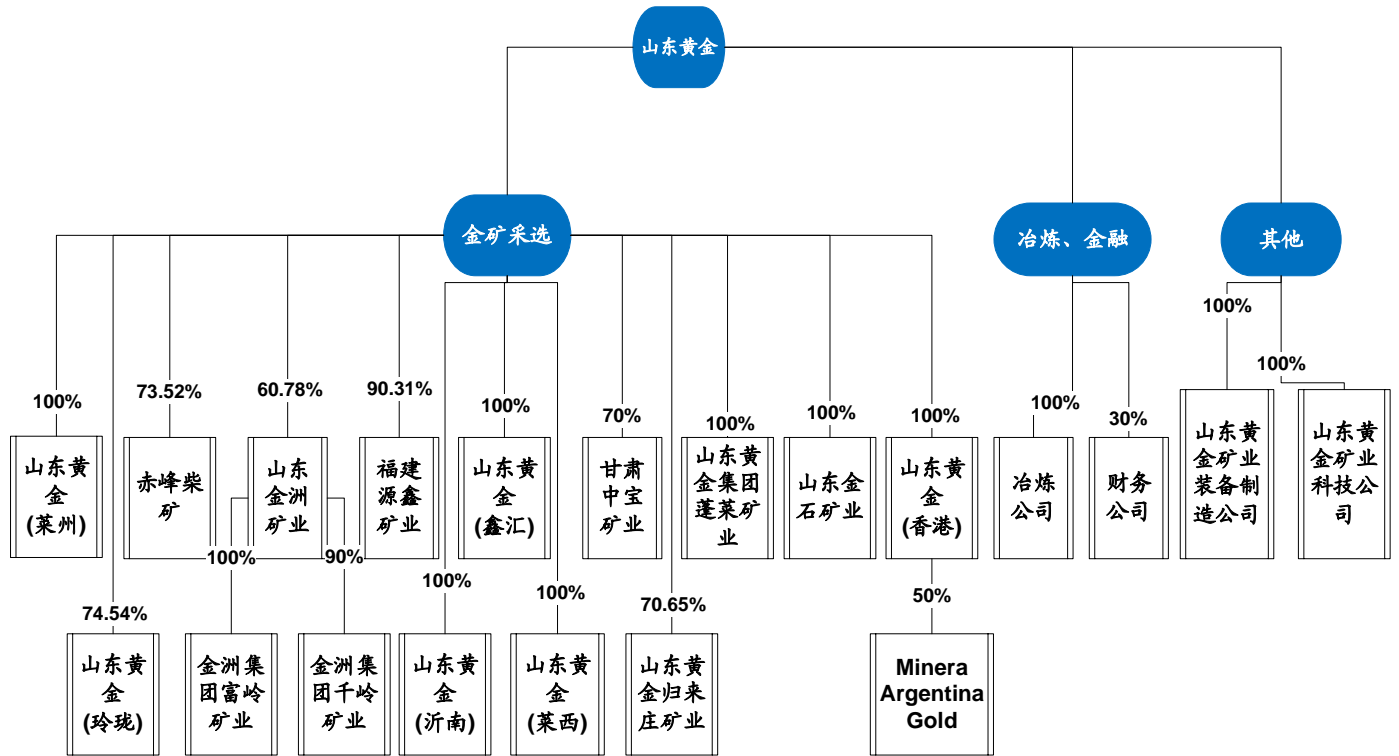 山东黄金
金矿采选
冶炼、金融
其他
100%
73.52%
60.78%
90.31%
100%
70%
100%
100%
100%
100%
30%
100%
100%
山东黄
金
(莱州)
赤峰柴
矿
山东
金洲
矿业
福建
源鑫
矿业
山东黄
金
(鑫汇)
甘肃
中宝
矿业
山东黄
金集团
蓬莱矿
业
山东金
石矿业
山东黄
金
(香港)
冶炼
公司
财务
公司
山东黄
金矿业
装备制
造公司
山东黄
金矿业
科技公
司
74.54%
100%
90%
100%
100%
70.65%
50%
山东黄
金
(玲珑)
金洲集
团富岭
矿业
金洲集
团千岭
矿业
山东黄
金
(沂南)
山东黄
金
(莱西)
山东黄
金归来
庄矿业
Minera
Argentina
Gold